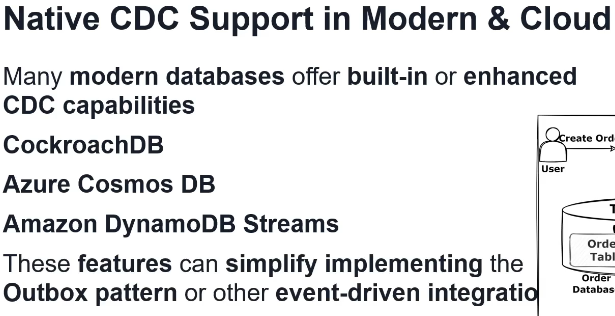 Native CDC Support in Modern & Cloud
Many modern databases offer built-in or enhanced
CDC capabilities
CockroachDB
Azure Cosmos DB
Amazon DynamoDB Streams
These features can simplify implementing the
Outbox pattern or other event-driven integratio
Create Ord
User
Orde
Tabl
Order
Databas